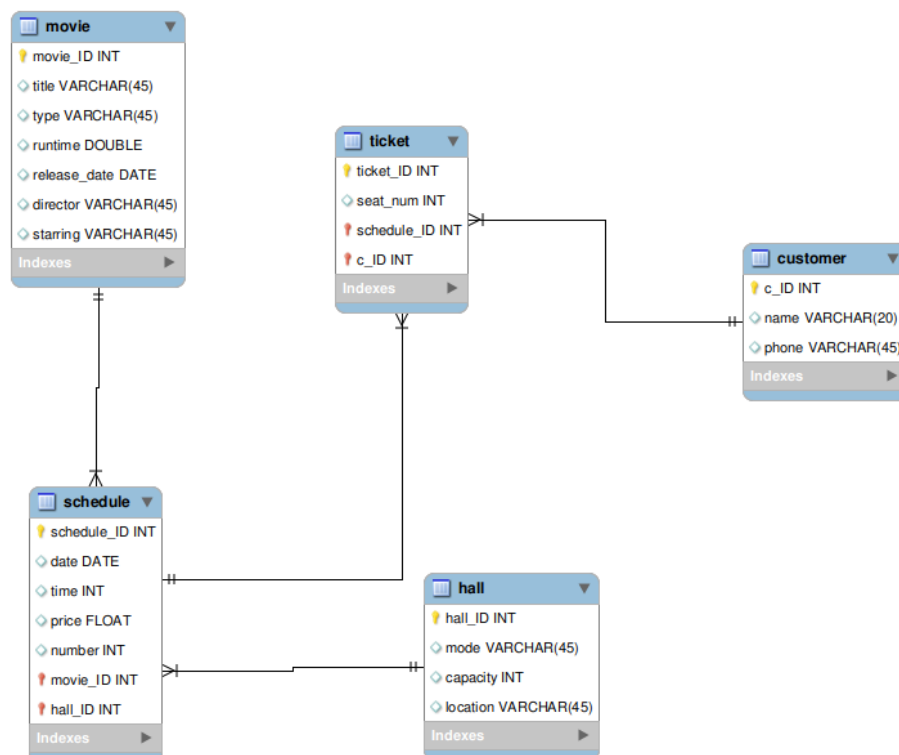 movie
movie_ID INT
title VARCHAR(45)
type VARCHAR(45)
runtime DOUBLE
release_date DATE
director VARCHAR(45)
starring VARCHAR(45)
Indexes
ticket
ticket_ID INT
seat_num INT
schedule_ID INT
c_ID INT
Indexes
customer
c_ID INT
name VARCHAR(20)
phone VARCHAR(45)
Indexes
schedule
schedule_ID INT
date DATE
time INT
price FLOAT
number INT
movie_ID INT
hall_ID INT
Indexes
hall
hall_ID INT
mode VARCHAR(45)
capacity INT
location VARCHAR(45)
Indexes